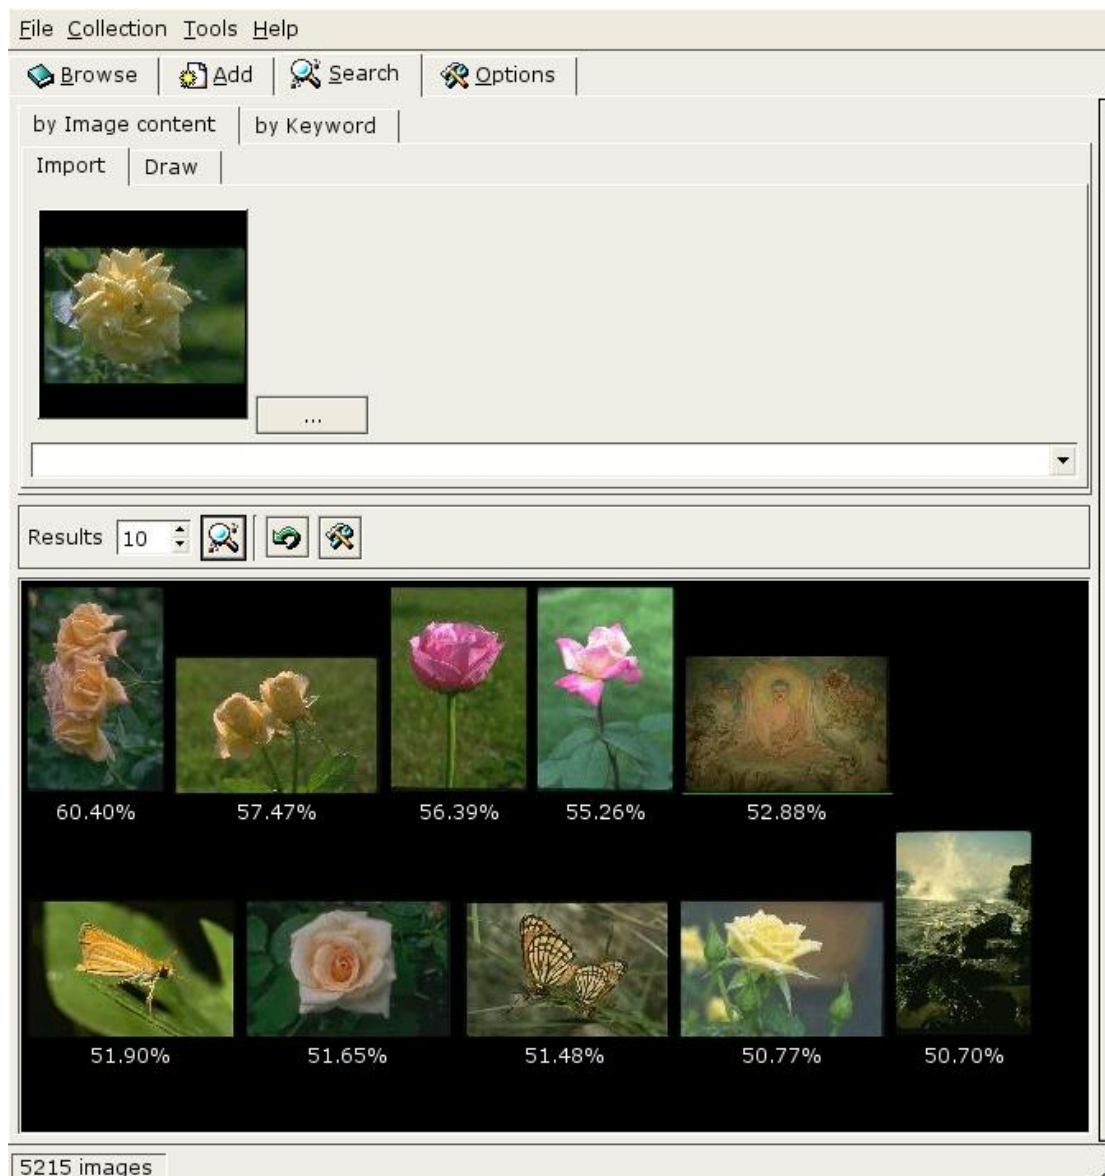 File Collection Tools Help
Browse Add Search Options
by Image content by Keyword
Import Draw
...
Results 10
60.40% 57.47% 56.39% 55.26% 52.88%
51.90% 51.65% 51.48% 50.77% 50.70%
5215 images